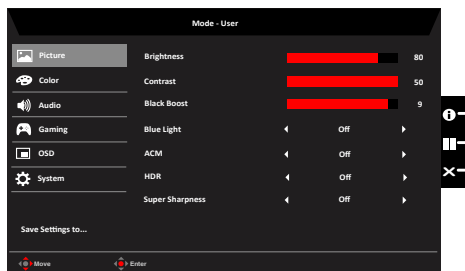 Mode - User
Picture
Color
Audio
Gaming
OSD
System
Save Settings to...
Brightness 80
Contrast 50
Black Boost 9
Blue Light Off
ACM Off
HDR Off
Super Sharpness Off
Move Enter